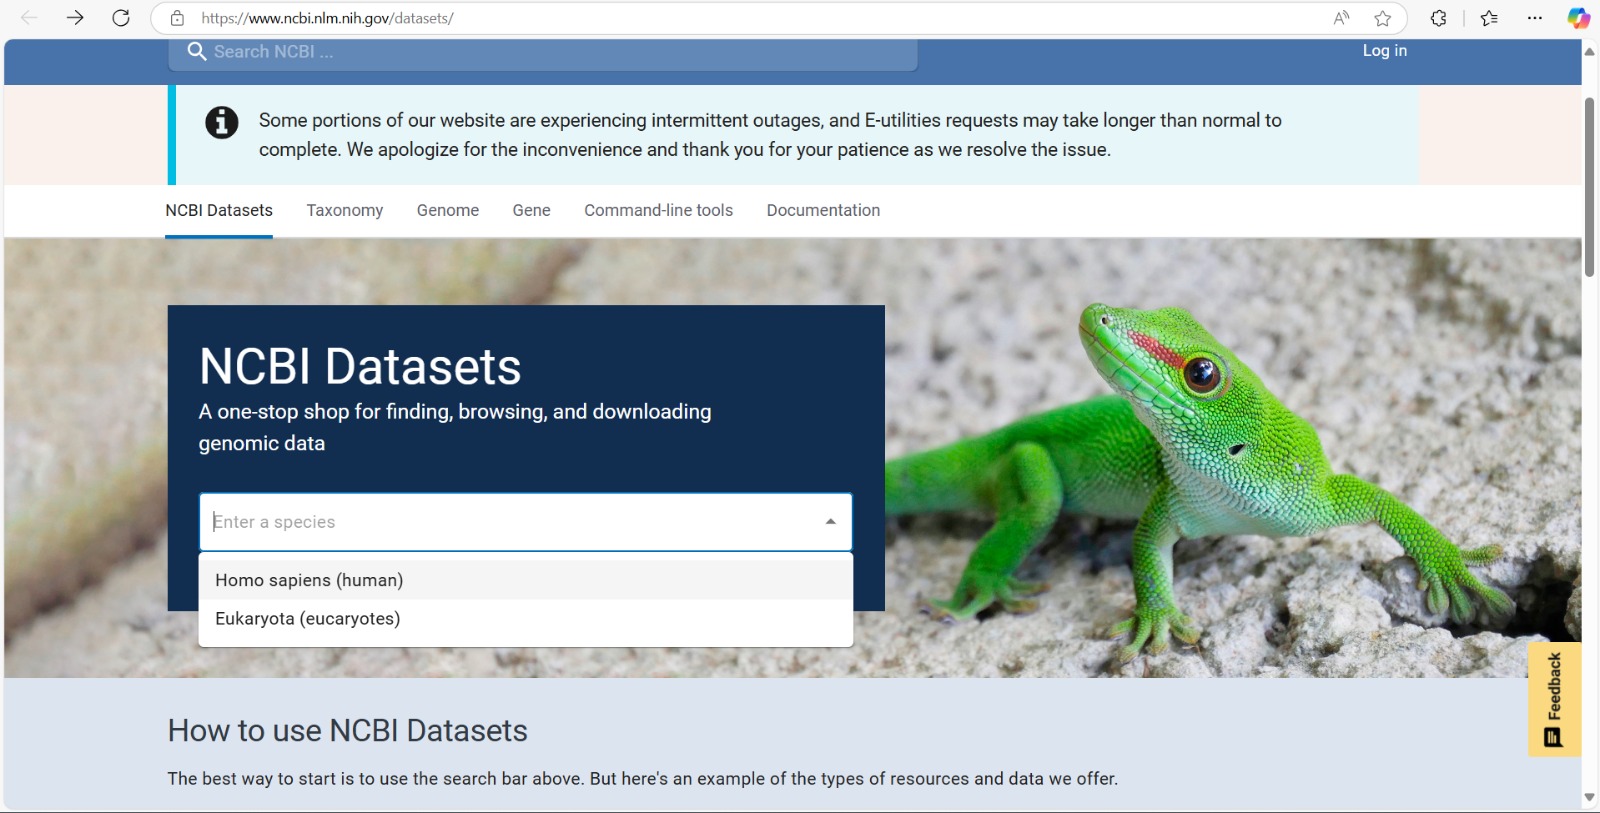 https://www.ncbi.nlm.nih.gov/datasets/
Search NCBI ...
Log in
Some portions of our website are experiencing intermittent outages, and E-utilities requests may take longer than normal to
complete. We apologize for the inconvenience and thank you for your patience as we resolve the issue.
NCBI Datasets Taxonomy Genome Gene Command-line tools Documentation
NCBI Datasets
A one-stop shop for finding, browsing, and downloading
genomic data
Enter a species
Homo sapiens (human)
Eukaryota (eucaryotes)
Feedback
How to use NCBI Datasets
The best way to start is to use the search bar above. But here's an example of the types of resources and data we offer.